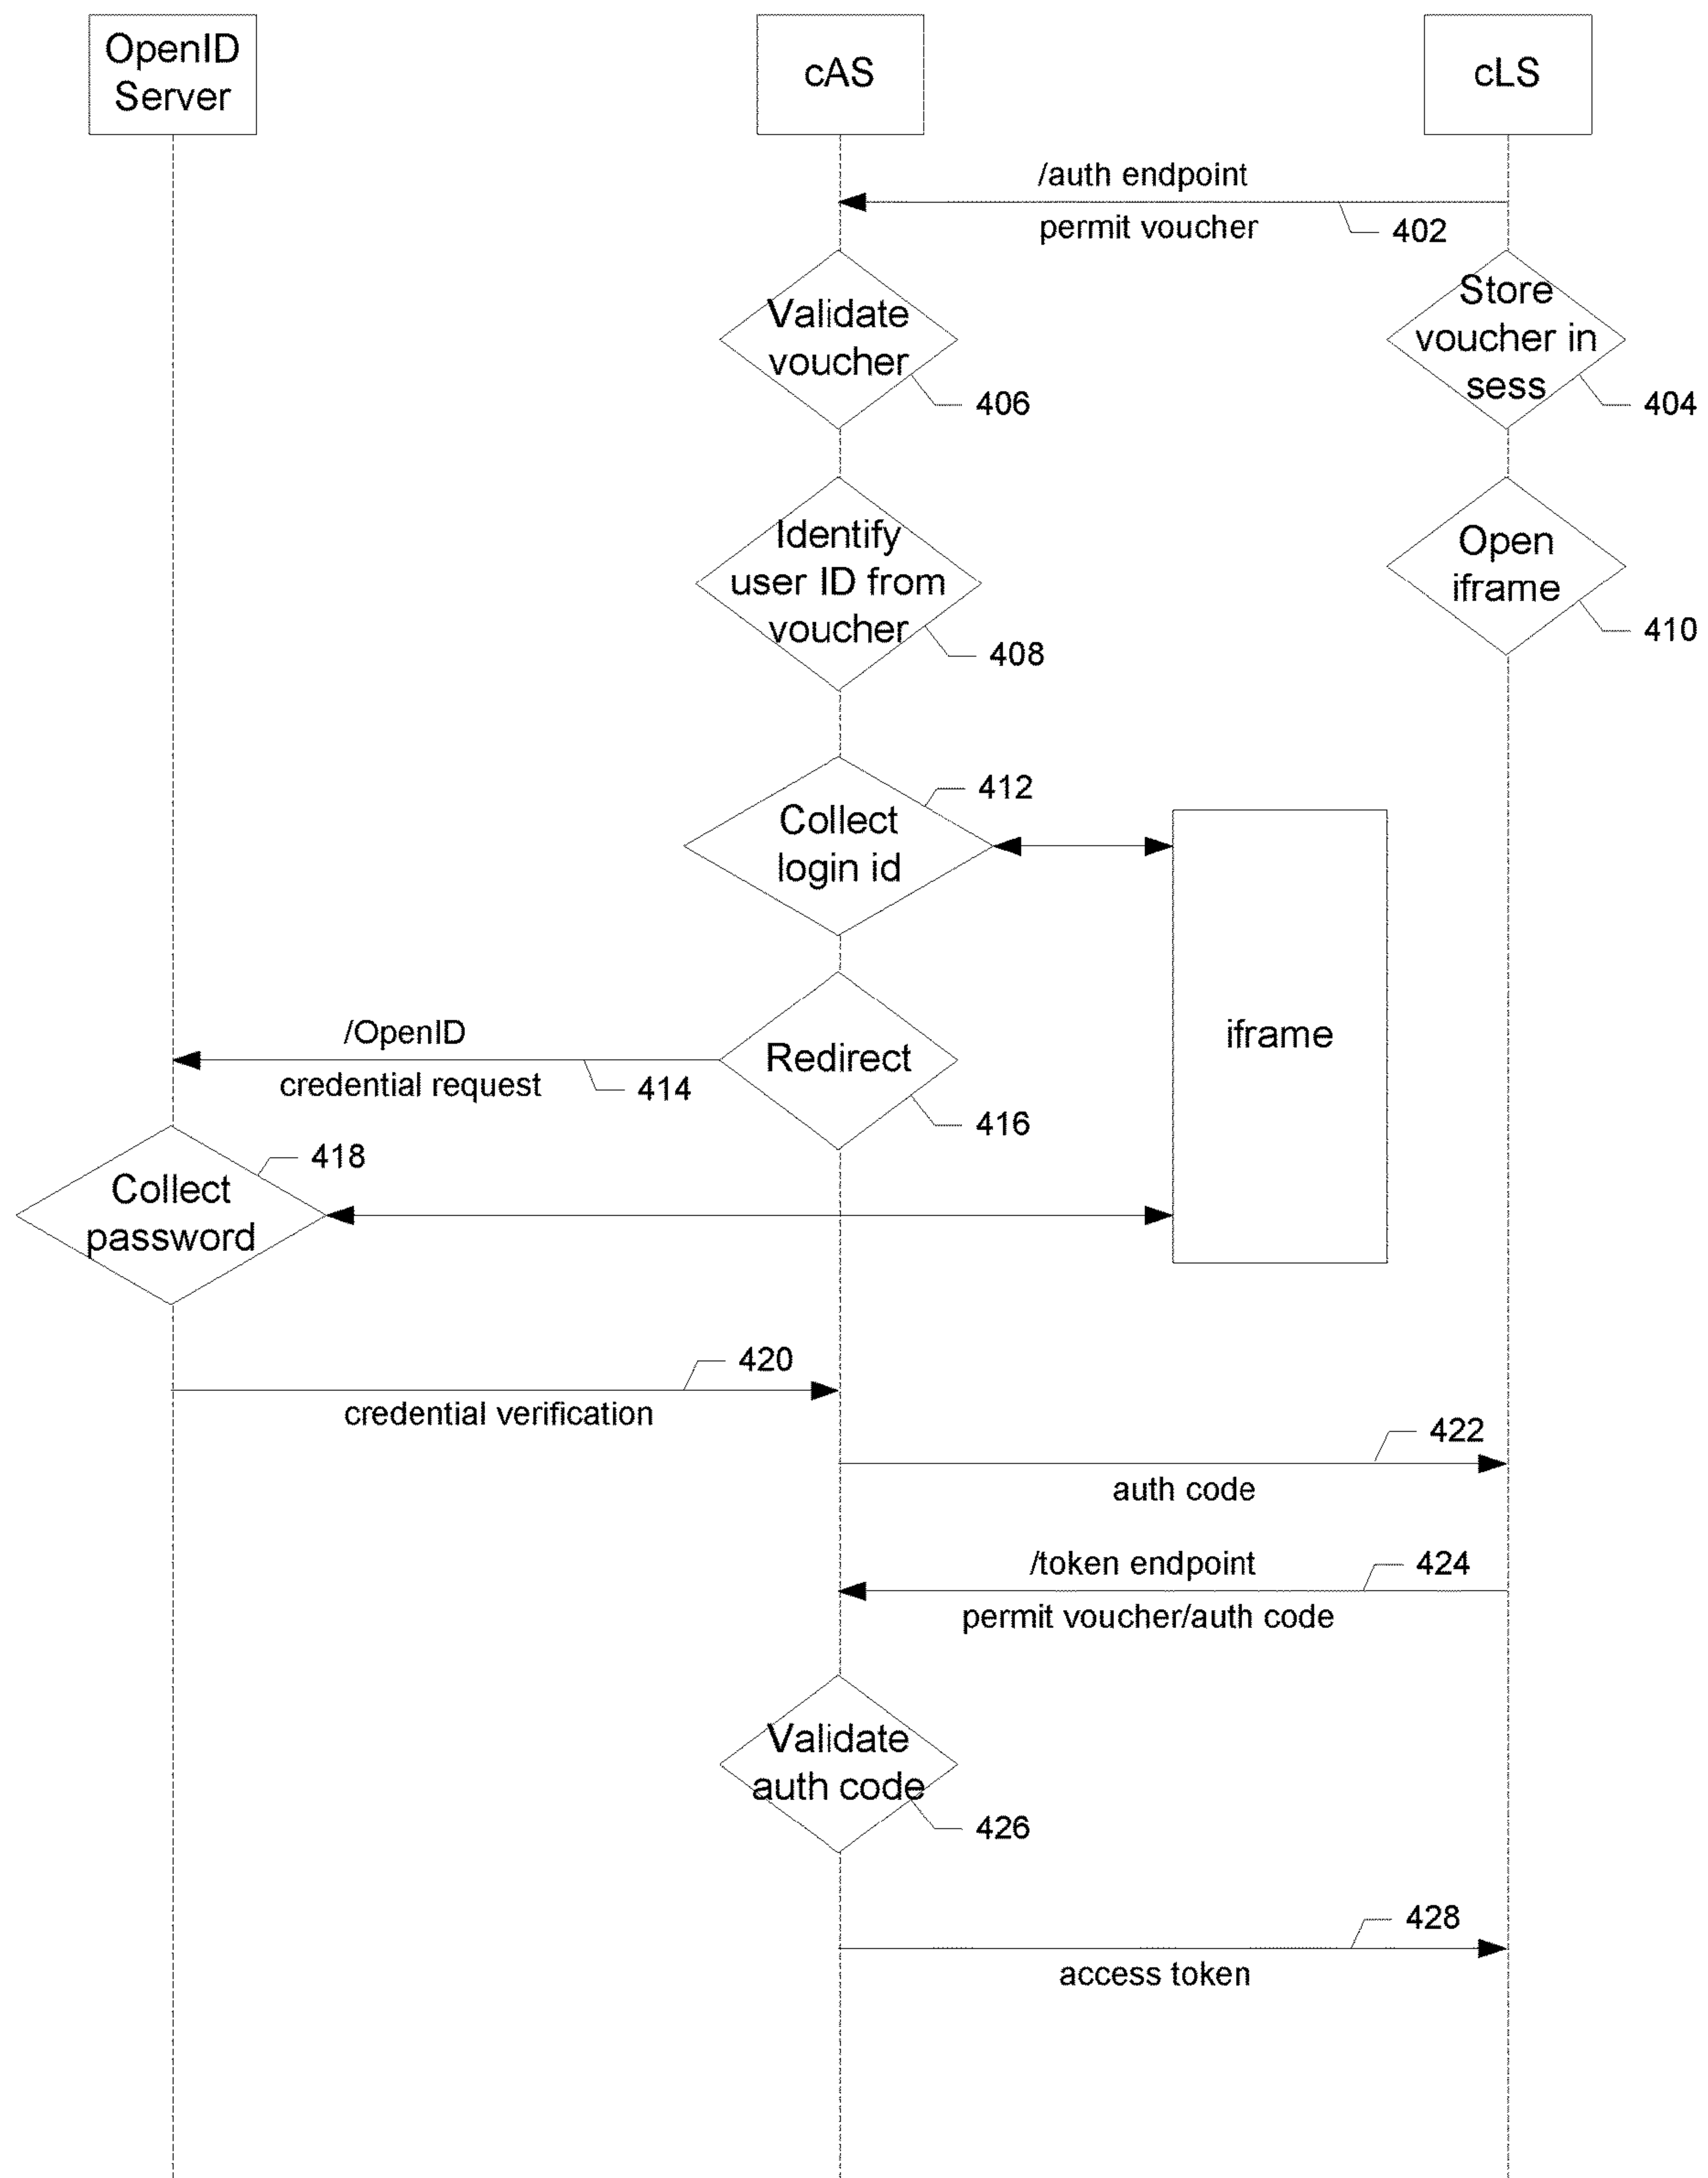 OpenID
Server
cAS
cLS
/auth endpoint
permit voucher
402
Validate
voucher
406
Store
voucher in
sess
404
Identify
user ID from
voucher
408
Open
iframe
410
Collect
login id
412
iframe
/OpenID
credential request
414
Redirect
416
Collect
password
418
420
credential verification
422
auth code
/token endpoint
424
permit voucher/auth code
Validate
auth code
426
428
access token